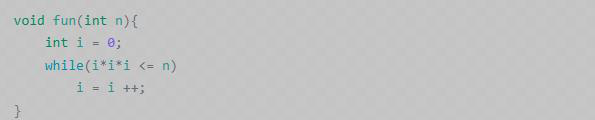 void fun(int n){
    int i = 0;
    while(i*i*i <= n)
        i = i ++;
}